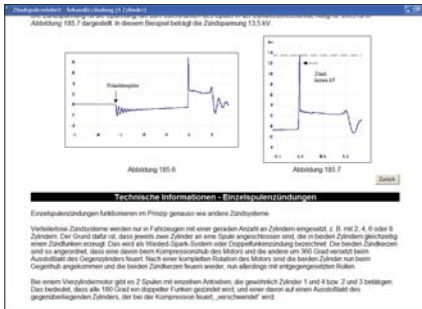 Zündspuleneinheit - Sekundärzündung (4 Zylinder)
Abbildung 185.7 dargestellt. In diesem Beispiel beträgt die Zündspannung 13.5 kV.
Abbildung 185.6
Abbildung 185.7
Zurück
Technische Informationen - Einzelspulenzündungen
Einzelspulenzündungen funktionieren im Prinzip genauso wie andere Zündsysteme.
Verteilerlose Zündsysteme werden nur in Fahrzeugen mit einer geraden Anzahl an Zylindern eingesetzt, z. B. mit 2, 4, 6 oder 8
Zylindern. Der Grund dafür ist, dass jeweils zwei Zylinder an eine Spule angeschlossen sind, die in beiden Zylindern gleichzeitig
einen Zündfunken erzeugt. Das wird als Wasted-Spark-System oder Doppelfunkenzündung bezeichnet. Die beiden Zündkerzen
sind so angeordnet, dass eine davon beim Kompressionshub des Motors und die andere um 360 Grad versetzt beim
Ausstoßtakt des Gegenzylinders feuert. Nach einer kompletten Rotation des Motors sind die beiden Zylinder nun beim
Gegenhub angekommen und die beiden Zündkerzen feuern wieder, nun allerdings mit entgegengesetzten Rollen.
Bei einem Vierzylindermotor gibt es 2 Spulen mit einzelnen Antrieben, die gewöhnlich Zylinder 1 und 4 bzw. 2 und 3 betätigen.
Das bedeutet, dass alle 180 Grad ein doppelter Funken gezündet wird, und einer davon auf einen Ausstoßtakt des
gegenüberliegenden Zylinders, der bei der Kompression feuert, „verschwendet" wird.